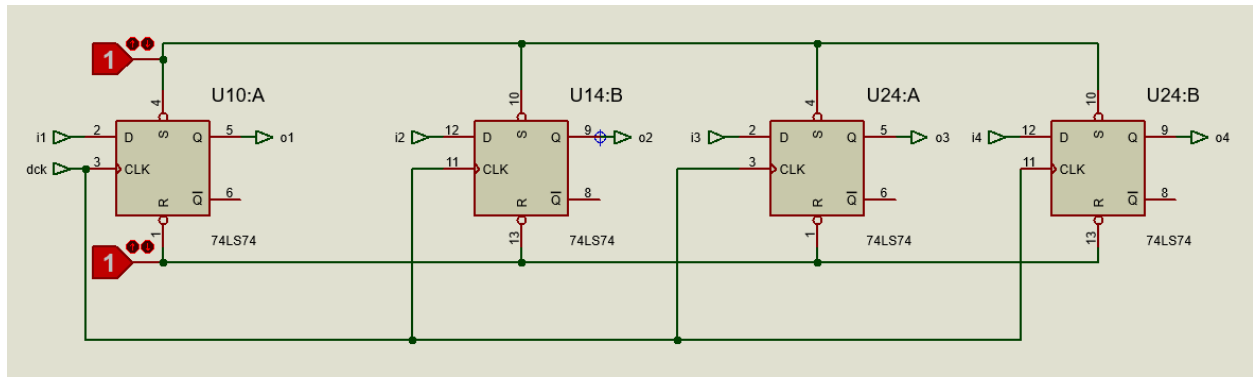 1
U10:A
U14:B
U24:A
U24:B
4
10
4
10
i1
2
D
S
Q
5
o1
i2
12
D
S
Q
9
o2
i3
2
D
S
Q
5
o3
i4
12
D
S
Q
9
o4
dck
3
CLK
11
CLK
3
CLK
11
CLK
R
Q
6
R
Q
8
R
Q
6
R
Q
8
1
13
1
13
74LS74
74LS74
74LS74
74LS74
1